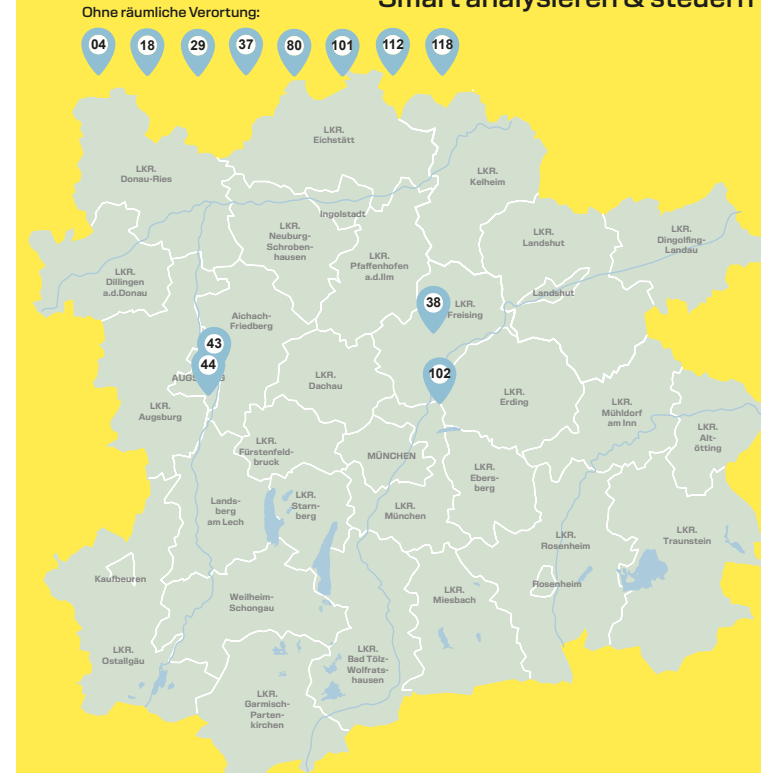 Smart analysieren & steuern
Ohne räumliche Verortung:
04
18
29
37
80
101
112
118
LKR.
Eichstätt
LKR.
Donau-Ries
LKR.
Kelheim
Ingolstadt
LKR.
Neuburg-
Schroben-
hausen
LKR.
Pfaffenhofen
a.d.Ilm
LKR.
Landshut
LKR.
Dingolfing-
Landau
LKR.
Dillingen
a.d.Donau
Landshut
38
LKR.
Freising
Aichach-
Friedberg
43
44
LKR.
Dachau
102
LKR.
Erding
LKR.
Augsburg
LKR.
Mühldorf
am Inn
LKR.
Alt-
ötting
LKR.
Fürstenfeld-
bruck
MÜNCHEN
LKR.
Ebers-
berg
Lands-
berg
am Lech
LKR.
Starn-
berg
LKR.
München
LKR.
Rosenheim
LKR.
Traunstein
Kaufbeuren
Rosenheim
Weilheim-
Schongau
LKR.
Miesbach
LKR.
Ostallgäu
LKR.
Bad Tölz-
Wolfrats-
hausen
LKR.
Garmisch-
Parten-
kirchen